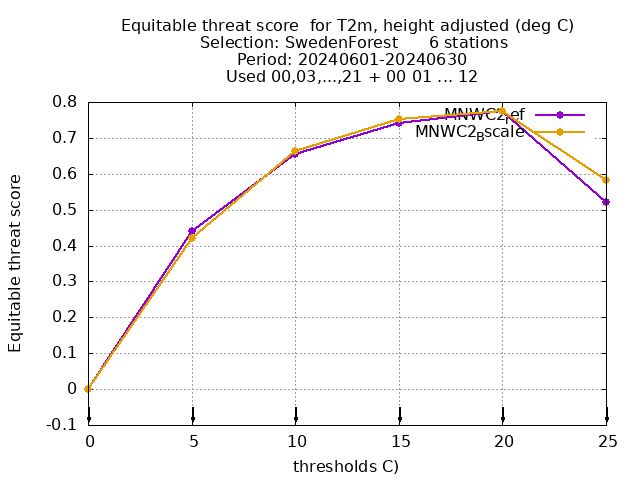 Equitable threat score  for T2m, height adjusted (deg C)
Selection: SwedenForest      6 stations
Period: 20240601-20240630
Used 00,03,...,21 + 00 01 ... 12
MNWC2_ref
MNWC2_Bscale
Equitable threat score
0.8
0.7
0.6
0.5
0.4
0.3
0.2
0.1
0
-0.1
0 5 10 15 20 25
thresholds C)